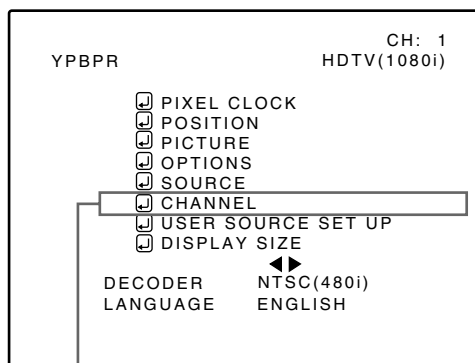 CH: 1
YPBPR HDTV(1080i)
PIXEL CLOCK
POSITION
PICTURE
OPTIONS
SOURCE
CHANNEL
USER SOURCE SET UP
DISPLAY SIZE
DECODER NTSC(480i)
LANGUAGE ENGLISH